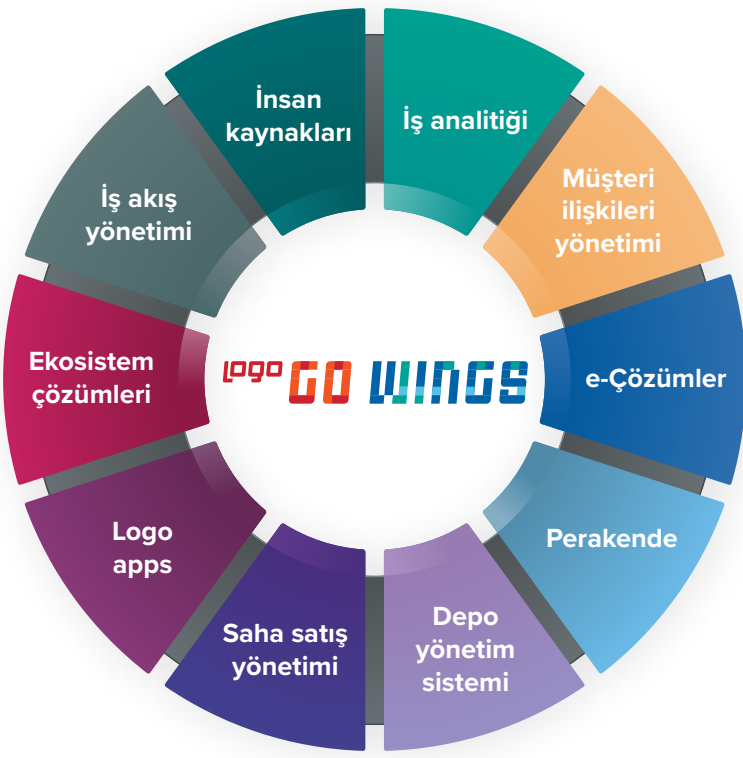 İnsan
kaynakları
İş analitiği
Müşteri
ilişkileri
yönetimi
e-Çözümler
Perakende
Depo
yönetim
sistemi
Saha satış
yönetimi
Logo
apps
Ekosistem
çözümleri
İş akış
yönetimi
LOGO GO WINGS